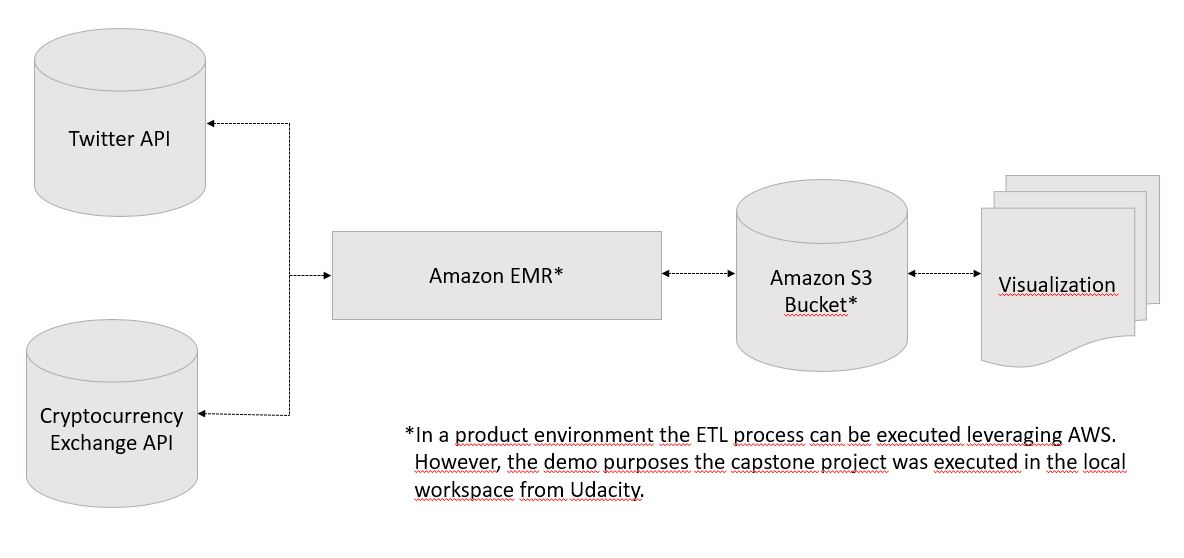 Twitter API
Amazon EMR*
Amazon S3
Bucket*
Visualization
Cryptocurrency
Exchange API
*In a product environment the ETL process can be executed leveraging AWS.
However, the demo purposes the capstone project was executed in the local
workspace from Udacity.